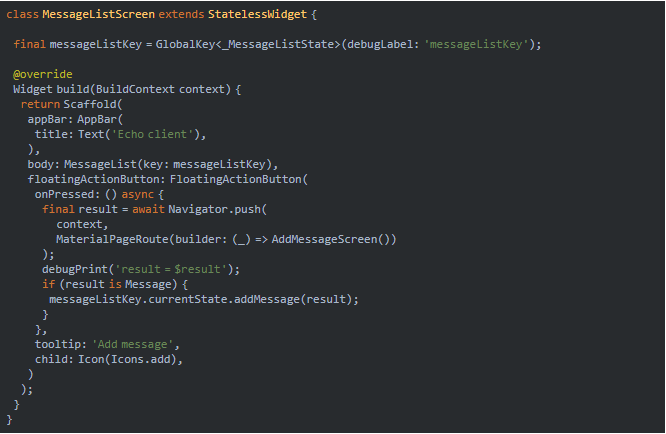 class MessageListScreen extends StatelessWidget {
final messageListKey = GlobalKey<_MessageListState>(debugLabel: 'messageListKey');
@override
Widget build(BuildContext context) {
return Scaffold(
appBar: AppBar(
title: Text('Echo client'),
),
body: MessageList(key: messageListKey),
floatingActionButton: FloatingActionButton(
onPressed: () async {
final result = await Navigator.push(
context,
MaterialPageRoute(builder: (_) => AddMessageScreen())
);
debugPrint('result = $result');
if (result is Message) {
messageListKey.currentState.addMessage(result);
}
},
tooltip: 'Add message',
child: Icon(Icons.add),
)
);
}
}